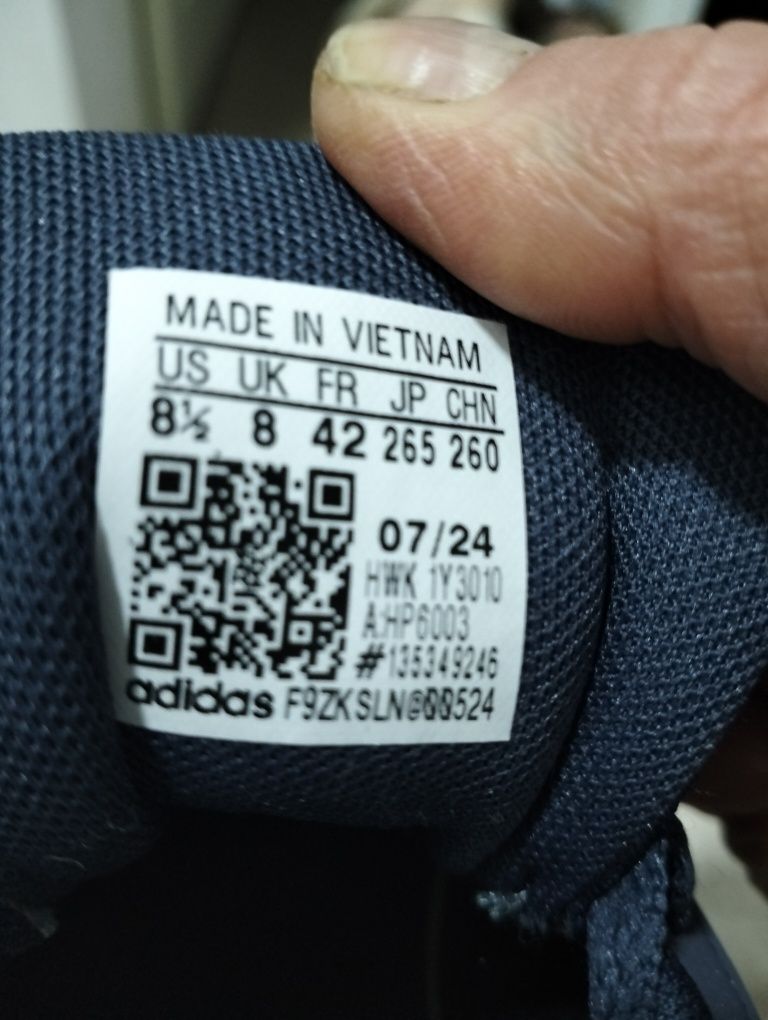 MADE IN VIETNAM
US UK FR JP CHN
8½ 8 42 265 260
07/24
HWK 1Y3010
A:HP6003
#135349246
adidas F9ZKSLN@00524